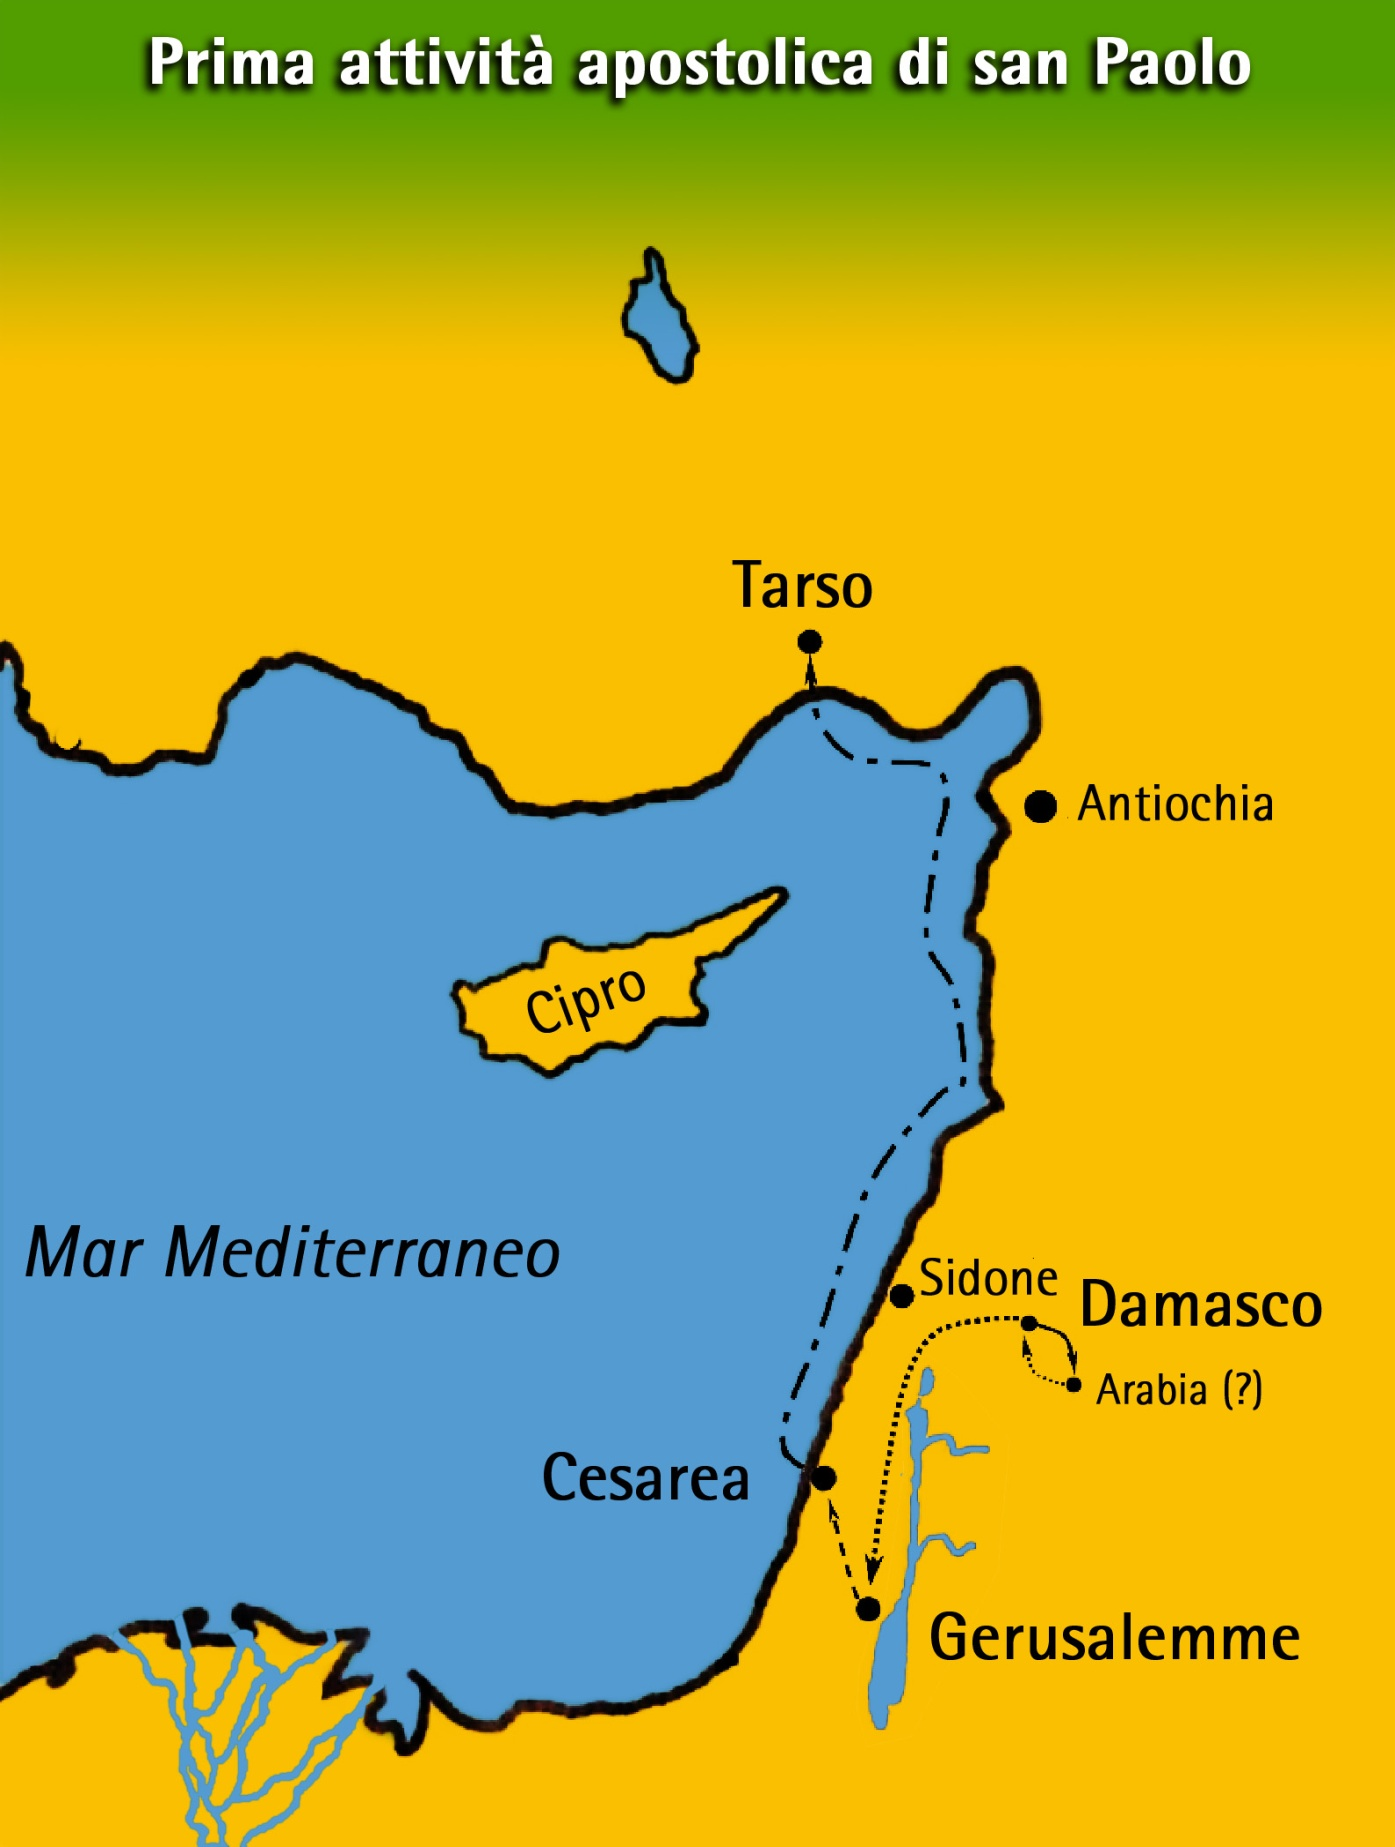 Prima attività apostolica di san Paolo
Tarso
Antiochia
Cipro
Mar Mediterraneo
Sidone
Damasco
Arabia (?)
Cesarea
Gerusalemme